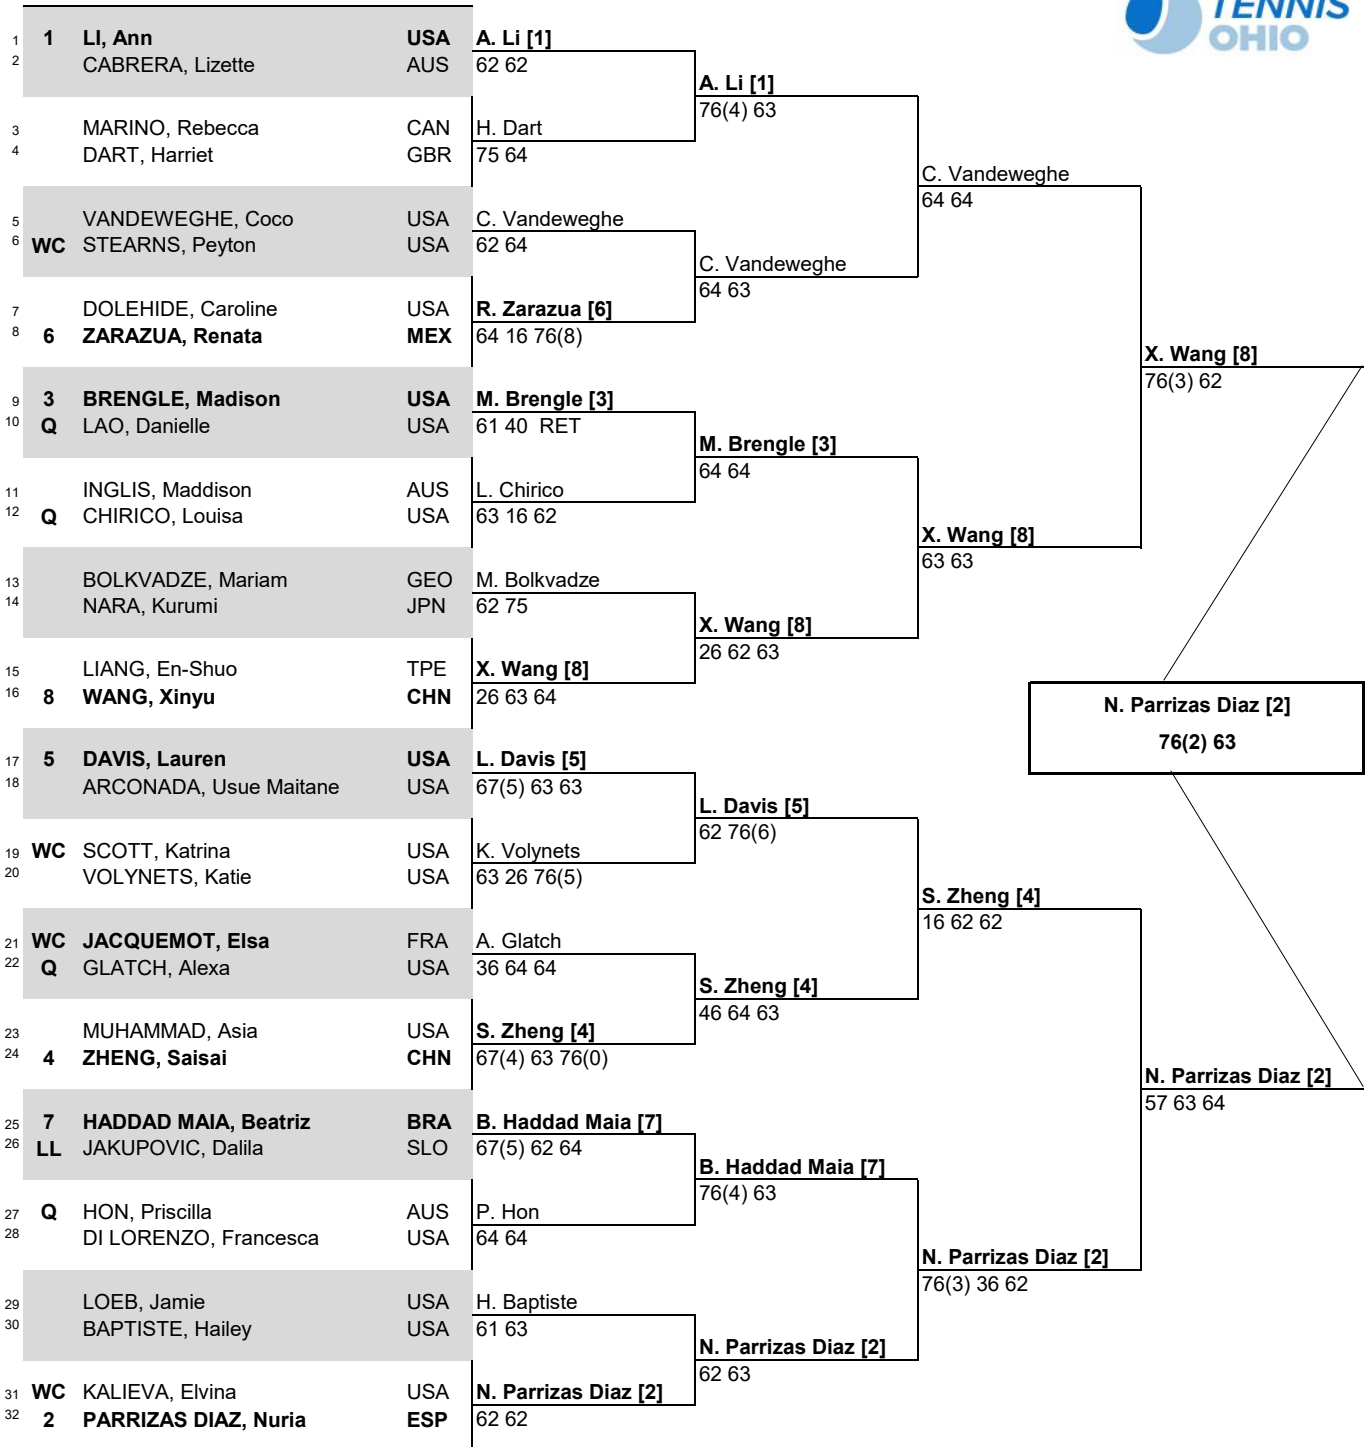 TENNIS
OHIO
1 1 LI, Ann USA
2 CABRERA, Lizette AUS
3 MARINO, Rebecca CAN
4 DART, Harriet GBR
5 VANDEWEGHE, Coco USA
6 WC STEARNS, Peyton USA
7 DOLEHIDE, Caroline USA
8 6 ZARAZUA, Renata MEX
9 3 BRENGLE, Madison USA
10 Q LAO, Danielle USA
11 INGLIS, Maddison AUS
12 Q CHIRICO, Louisa USA
13 BOLKVADZE, Mariam GEO
14 NARA, Kurumi JPN
15 LIANG, En-Shuo TPE
16 8 WANG, Xinyu CHN
17 5 DAVIS, Lauren USA
18 ARCONADA, Usue Maitane USA
19 WC SCOTT, Katrina USA
20 VOLYNETS, Katie USA
21 WC JACQUEMOT, Elsa FRA
22 Q GLATCH, Alexa USA
23 MUHAMMAD, Asia USA
24 4 ZHENG, Saisai CHN
25 7 HADDAD MAIA, Beatriz BRA
26 LL JAKUPOVIC, Dalila SLO
27 Q HON, Priscilla AUS
28 DI LORENZO, Francesca USA
29 LOEB, Jamie USA
30 BAPTISTE, Hailey USA
31 WC KALIEVA, Elvina USA
32 2 PARRIZAS DIAZ, Nuria ESP
A. Li [1]
62 62
H. Dart
75 64
C. Vandeweghe
62 64
R. Zarazua [6]
64 16 76(8)
M. Brengle [3]
61 40 RET
L. Chirico
63 16 62
M. Bolkvadze
62 75
X. Wang [8]
26 63 64
L. Davis [5]
67(5) 63 63
K. Volynets
63 26 76(5)
A. Glatch
36 64 64
S. Zheng [4]
67(4) 63 76(0)
B. Haddad Maia [7]
67(5) 62 64
P. Hon
64 64
H. Baptiste
61 63
N. Parrizas Diaz [2]
62 62
A. Li [1]
76(4) 63
C. Vandeweghe
64 63
M. Brengle [3]
64 64
X. Wang [8]
26 62 63
L. Davis [5]
62 76(6)
S. Zheng [4]
46 64 63
B. Haddad Maia [7]
76(4) 63
N. Parrizas Diaz [2]
62 63
C. Vandeweghe
64 64
X. Wang [8]
63 63
S. Zheng [4]
16 62 62
N. Parrizas Diaz [2]
76(3) 36 62
X. Wang [8]
76(3) 62
N. Parrizas Diaz [2]
57 63 64
N. Parrizas Diaz [2]
76(2) 63